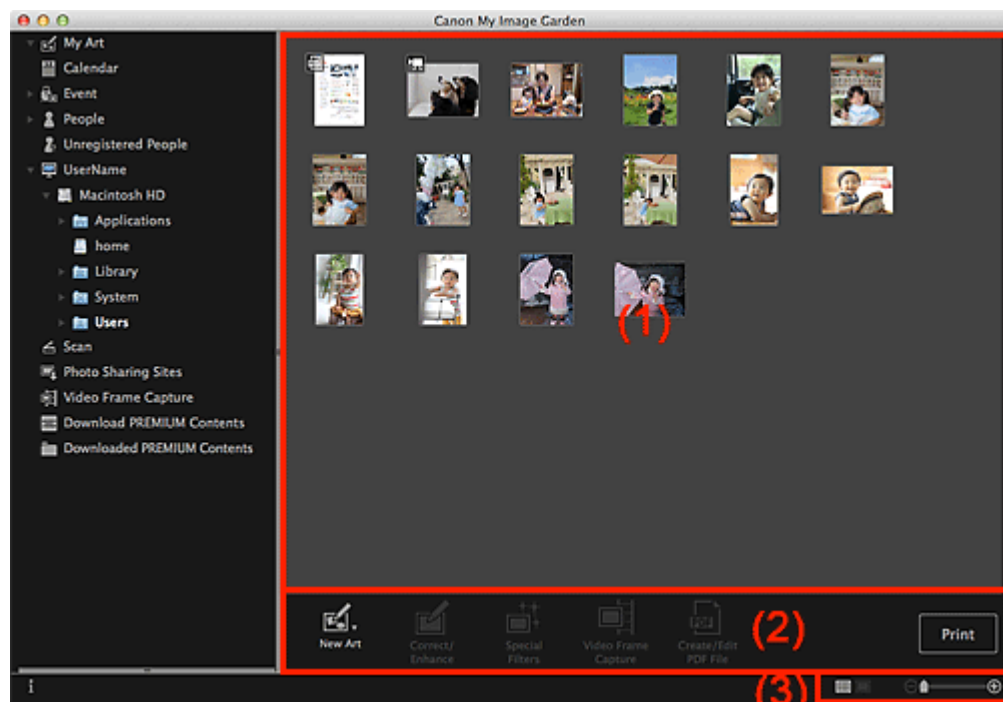 Canon My Image Garden
My Art
Calendar
Event
People
Unregistered People
UserName
Macintosh HD
Applications
home
Library
System
Users
Scan
Photo Sharing Sites
Video Frame Capture
Download PREMIUM Contents
Downloaded PREMIUM Contents
(1)
New Art
Correct/
Enhance
Special
Filters
Video Frame
Capture
PDF
Create/Edit
PDF File
(2)
Print
(3)